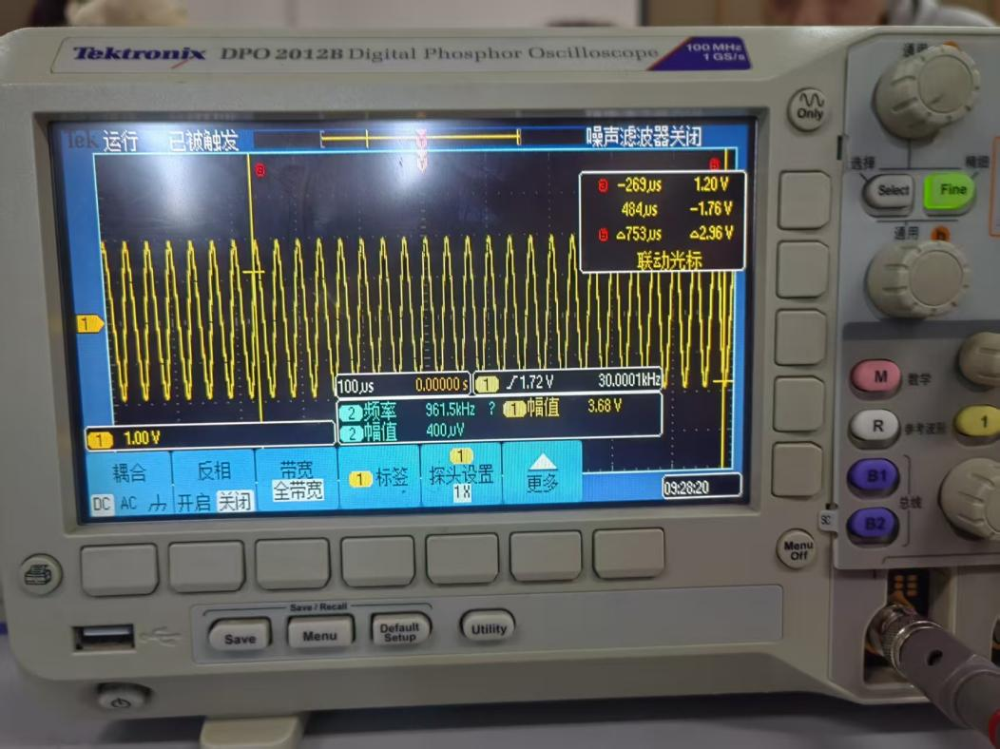 Tektronix DPO 2012B Digital Phosphor Oscilloscope 100 MHz
1 GS/s
Tek 运行 已被触发 噪声滤波器关闭
a
b
a -269μs 1.20 V
484μs -1.76 V
b △753μs △2.96 V
联动光标
1
100μs 0.00000 s
1 1.72 V 30.0001kHz
2 频率 961.5kHz ? 1 幅值 3.68 V
2 幅值 400μV
1 1.00 V
耦合
DC AC
反相
开启 关闭
带宽
全带宽
1 标签
1
探头设置
1X
更多
09:28:20
Only
通用
选择 精细
Select Fine
通用 b
M 数学
R 参考波形
1
B1
总线
B2
Menu
Off
Save / Recall
Save Menu Default
Setup
Utility